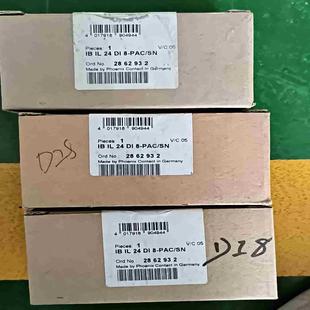 4 017918 904944
Pieces 1 V/C 05
IB IL 24 DI 8-PAC/SN
Ord No. 28 62 93 2
Made by Phoenix Contact in Germany
4 017918 904944
Pieces 1 V/C 05
IB IL 24 DI 8-PAC/SN
Ord No. 28 62 93 2
Made by Phoenix Contact in Germany
DI8
4 017918 904944
Pieces 1 V/C 05
IB IL 24 DI 8-PAC/SN
Ord No. 28 62 93 2
Made by Phoenix Contact in Germany
DI8